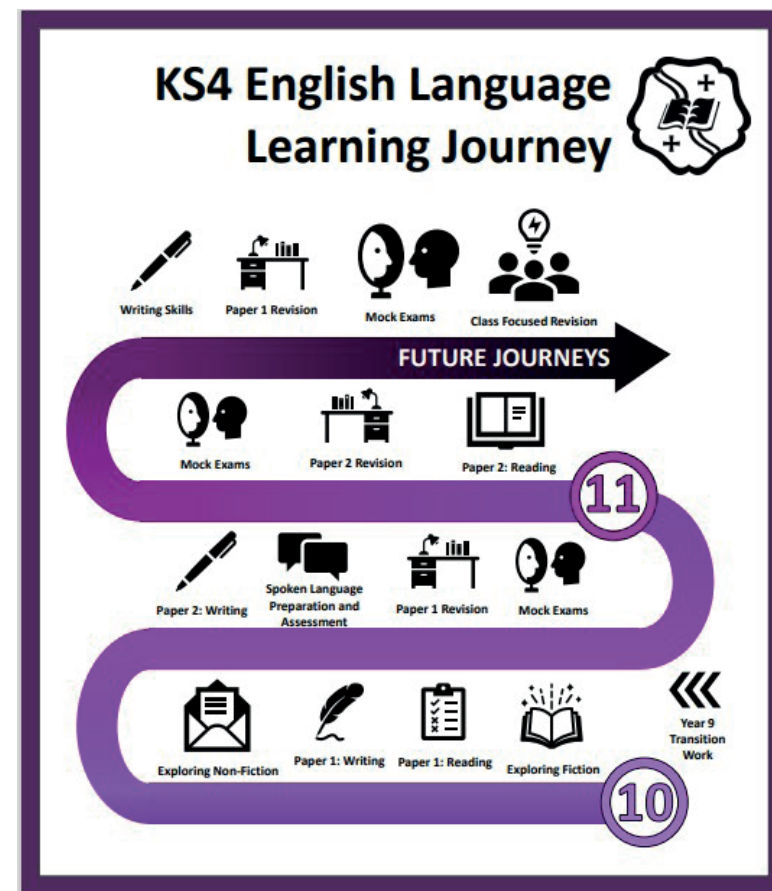 KS4 English Language
Learning Journey
Writing Skills
Paper 1 Revision
Mock Exams
Class Focused Revision
FUTURE JOURNEYS
Mock Exams
Paper 2 Revision
Paper 2: Reading
11
Paper 2: Writing
Spoken Language
Preparation and
Assessment
Paper 1 Revision
Mock Exams
Exploring Non-Fiction
Paper 1: Writing
Paper 1: Reading
Exploring Fiction
Year 9
Transition
Work
10